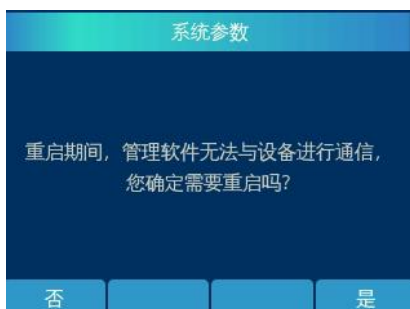 系统参数
重启期间，管理软件无法与设备进行通信，
您确定需要重启吗?
否
是